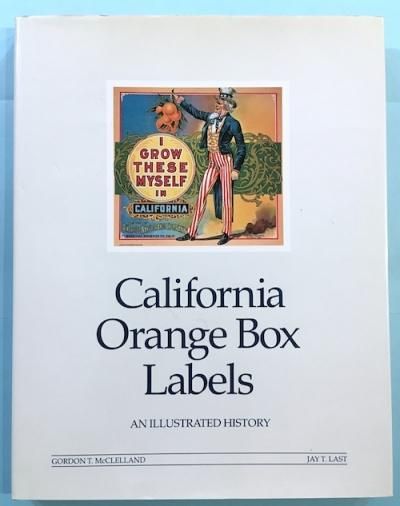 I
GROW
THESE
MYSELF
IN
CALIFORNIA
California
Orange Box
Labels
AN ILLUSTRATED HISTORY
GORDON T. McCLELLAND JAY T. LAST